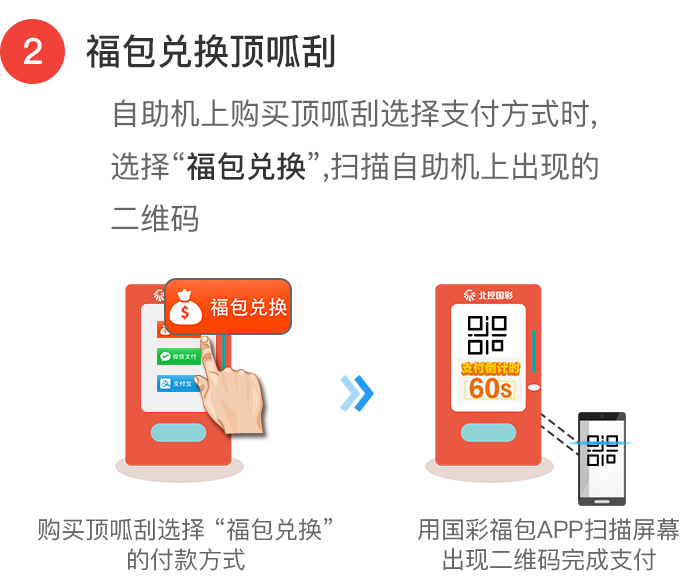 2 福包兑换顶呱刮
自助机上购买顶呱刮选择支付方式时,
选择“福包兑换”,扫描自助机上出现的
二维码
$ 福包兑换
微信支付
支付宝
北控国彩
支付倒计时
60s
购买顶呱刮选择“福包兑换”
的付款方式
用国彩福包APP扫描屏幕
出现二维码完成支付